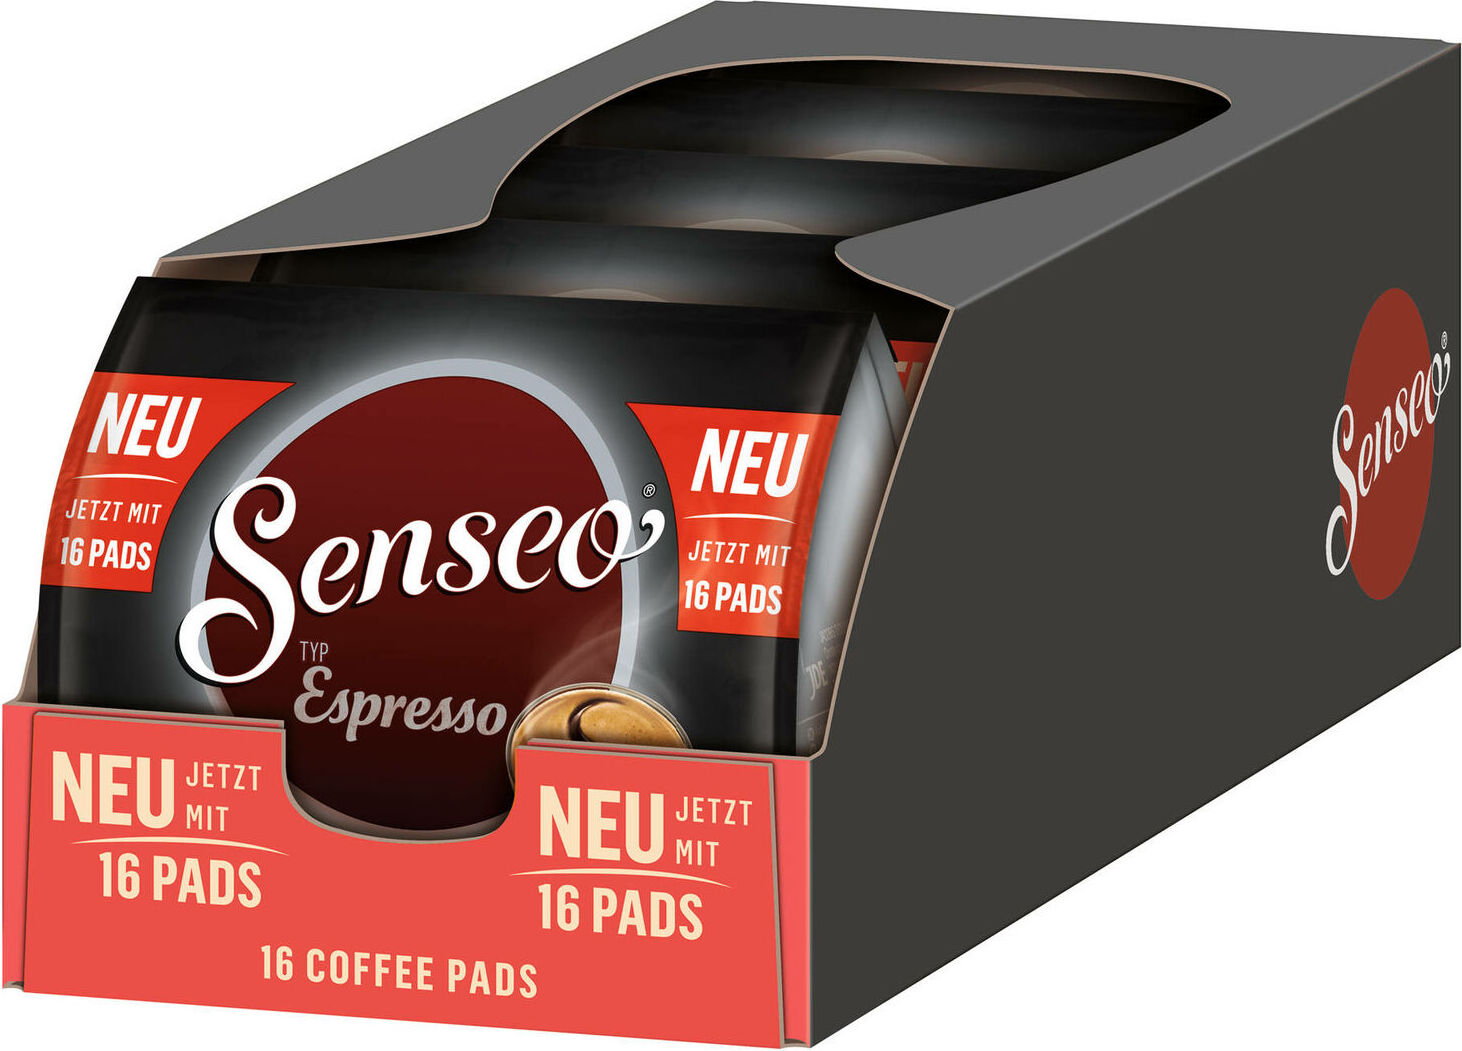 NEU
JETZT MIT
16 PADS
Senseo®
TYP
Espresso
NEU
JETZT MIT
16 PADS
JDE
Senseo®
NEU JETZT
MIT
16 PADS
NEU JETZT
MIT
16 PADS
16 COFFEE PADS